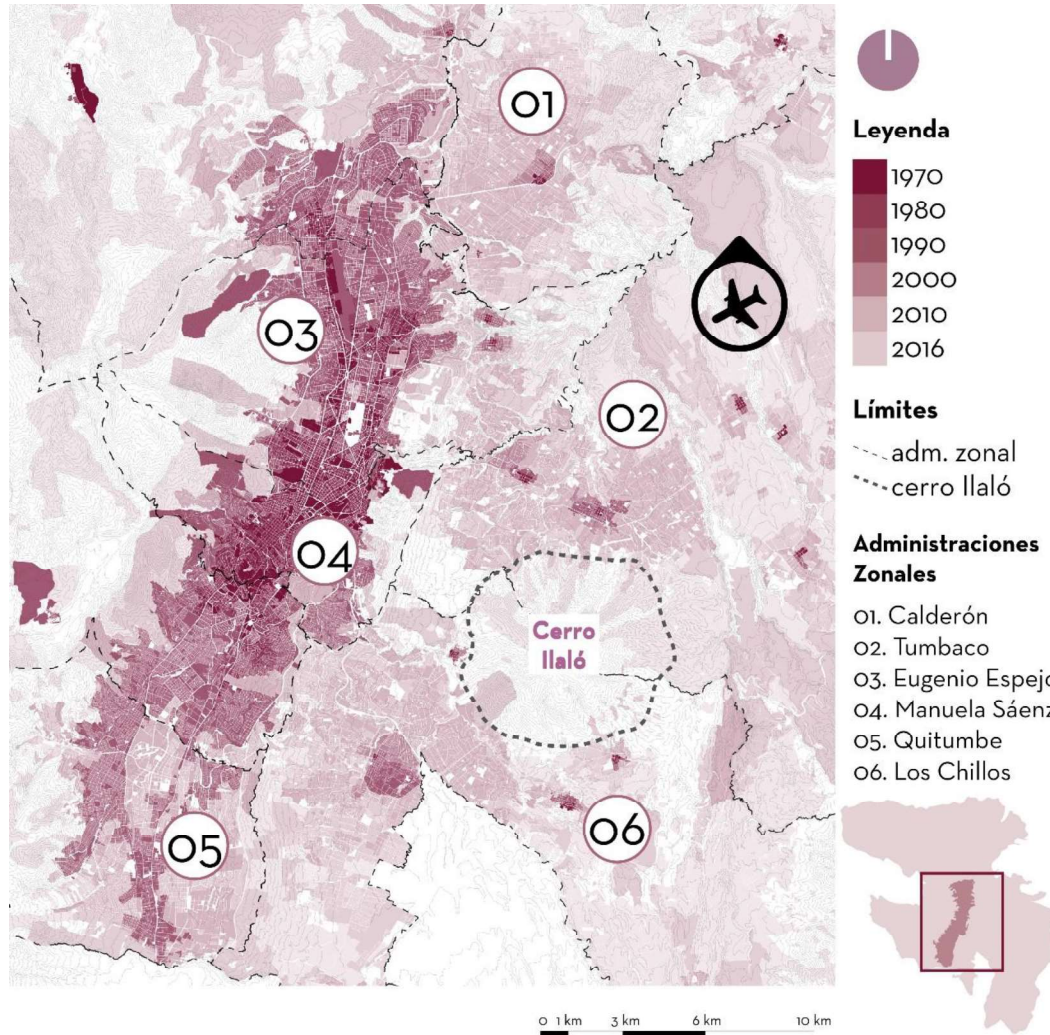 01
02
03
04
05
06
Cerro
Ilaló
Leyenda
1970
1980
1990
2000
2010
2016
Límites
adm. zonal
cerro Ilaló
Administraciones
Zonales
01. Calderón
02. Tumbaco
03. Eugenio Espejo
04. Manuela Sáenz
05. Quitumbe
06. Los Chillos
0 1 km 3 km 6 km 10 km